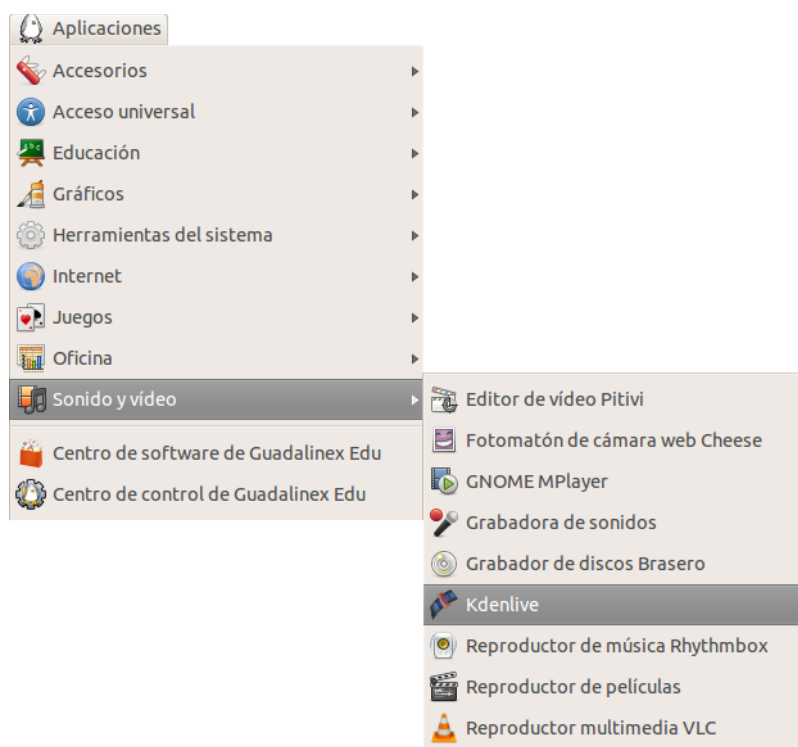 Aplicaciones
Accesorios
Acceso universal
Educación
Gráficos
Herramientas del sistema
Internet
Juegos
Oficina
Sonido y vídeo
Centro de software de Guadalinex Edu
Centro de control de Guadalinex Edu
Editor de vídeo Pitivi
Fotomatón de cámara web Cheese
GNOME MPlayer
Grabadora de sonidos
Grabador de discos Brasero
Kdenlive
Reproductor de música Rhythmbox
Reproductor de películas
Reproductor multimedia VLC